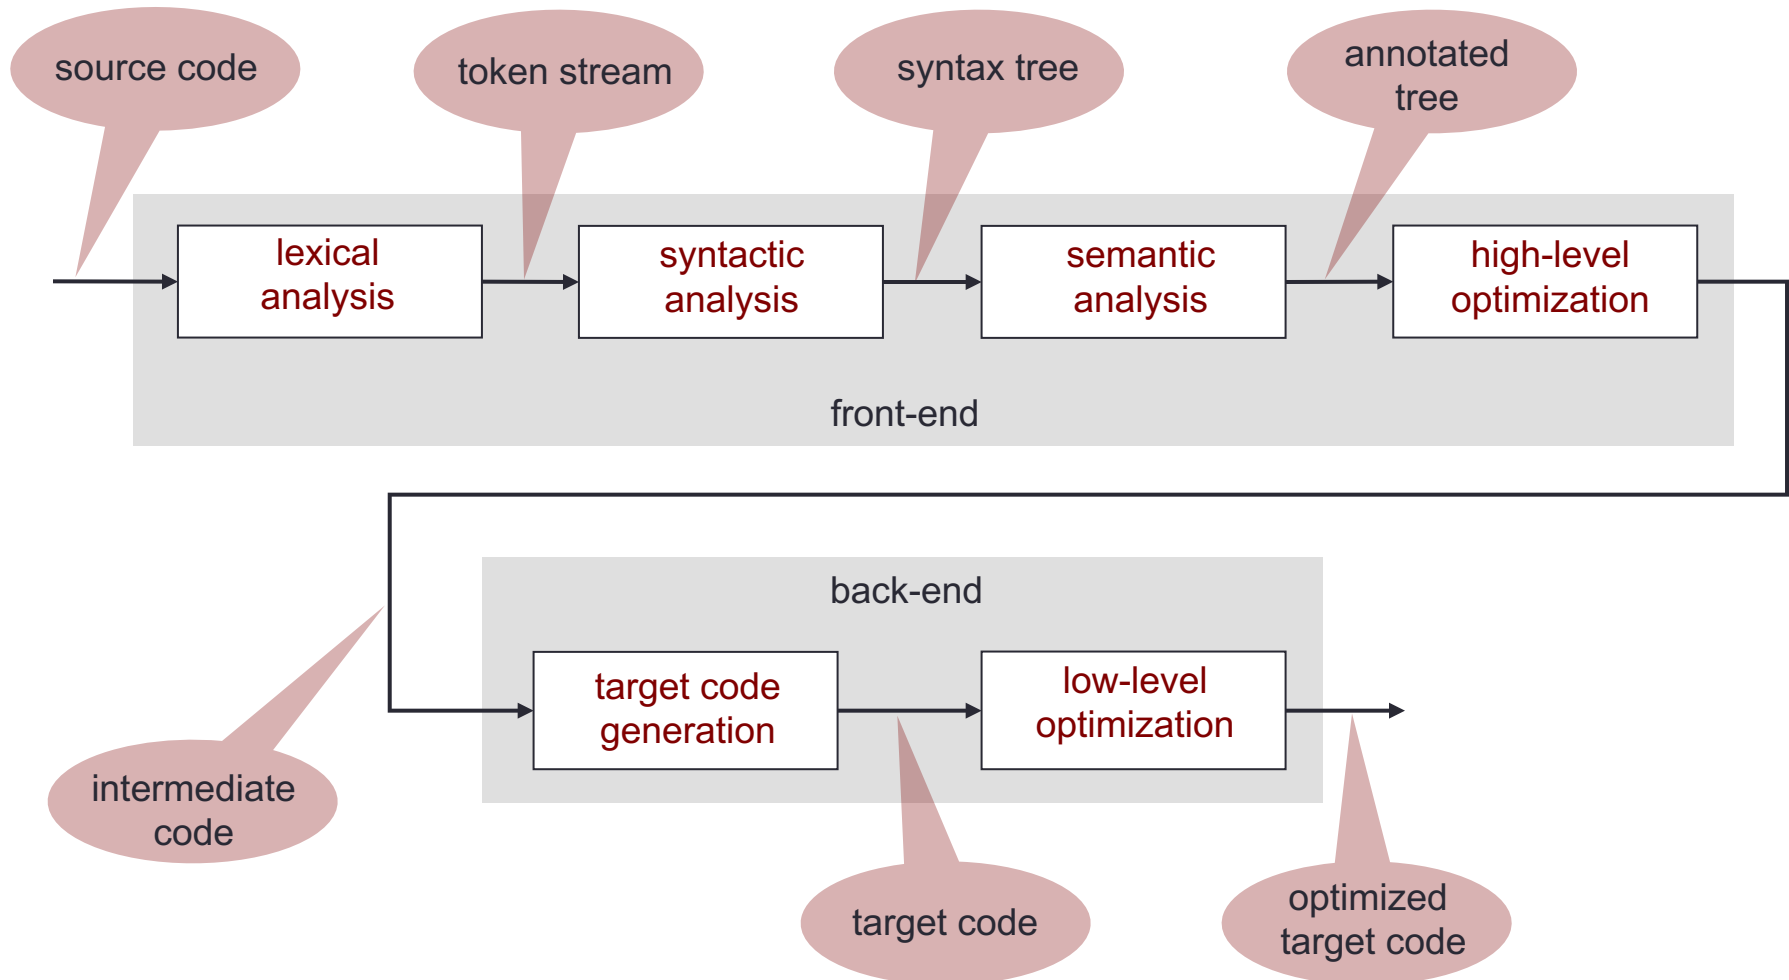 source code
token stream
syntax tree
annotated
tree
lexical
analysis
syntactic
analysis
semantic
analysis
high-level
optimization
front-end
back-end
target code
generation
low-level
optimization
intermediate
code
target code
optimized
target code